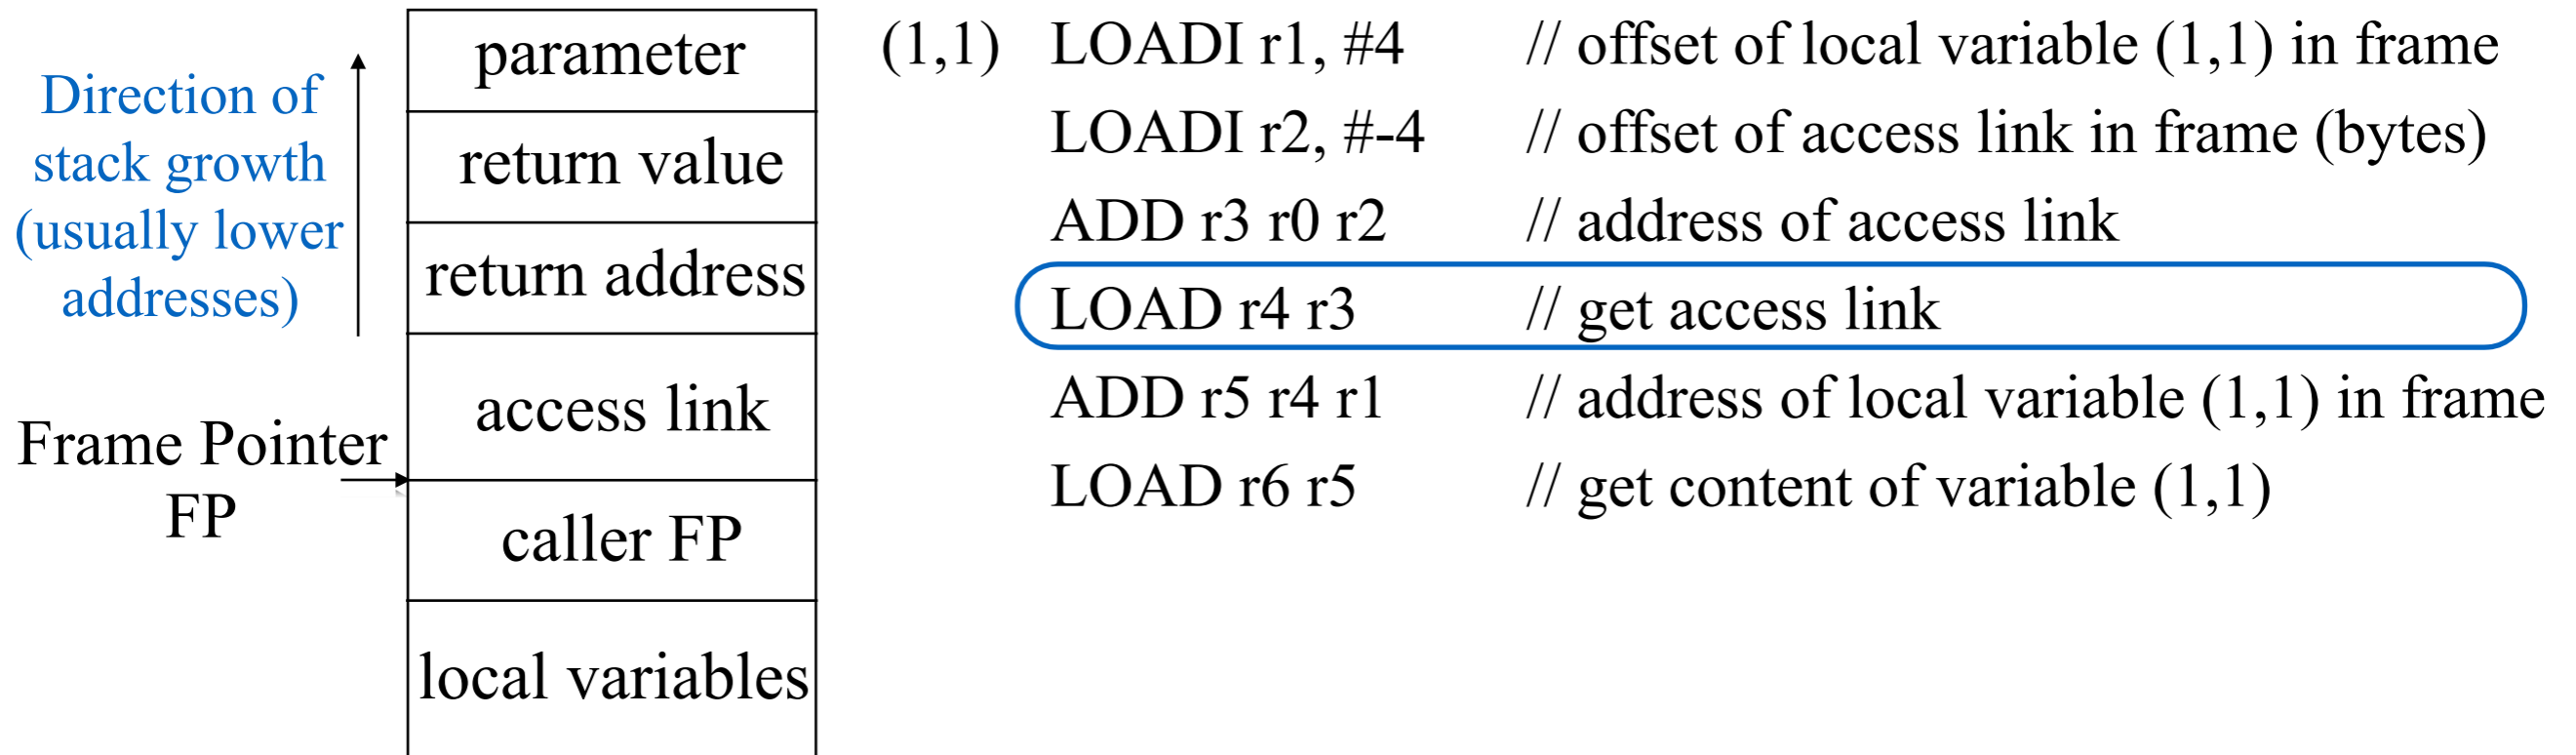 Direction of
stack growth
(usually lower
addresses)
Frame Pointer
FP
parameter
return value
return address
access link
caller FP
local variables
(1,1) LOADI r1, #4 // offset of local variable (1,1) in frame
LOADI r2, #-4 // offset of access link in frame (bytes)
ADD r3 r0 r2 // address of access link
LOAD r4 r3 // get access link
ADD r5 r4 r1 // address of local variable (1,1) in frame
LOAD r6 r5 // get content of variable (1,1)